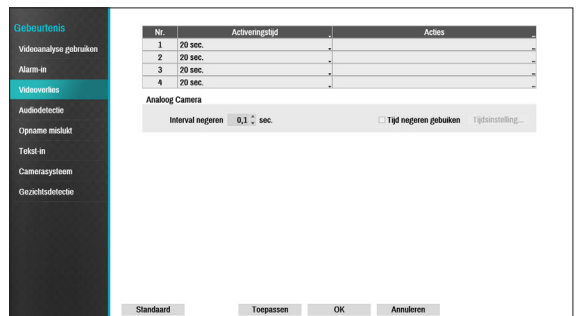 Gebeurtenis
Videoanalyse gebruiken
Alarm-in
Videoverlies
Audiodetectie
Opname mislukt
Tekst-in
Camerasysteem
Gezichtsdetectie
Nr. Activeringstijd Acties
1 20 sec.
2 20 sec.
3 20 sec.
4 20 sec.
Analoog Camera
Interval negeren 0,1 sec. Tijd negeren gebuiken Tijdsinstelling...
Standaard Toepassen OK Annuleren